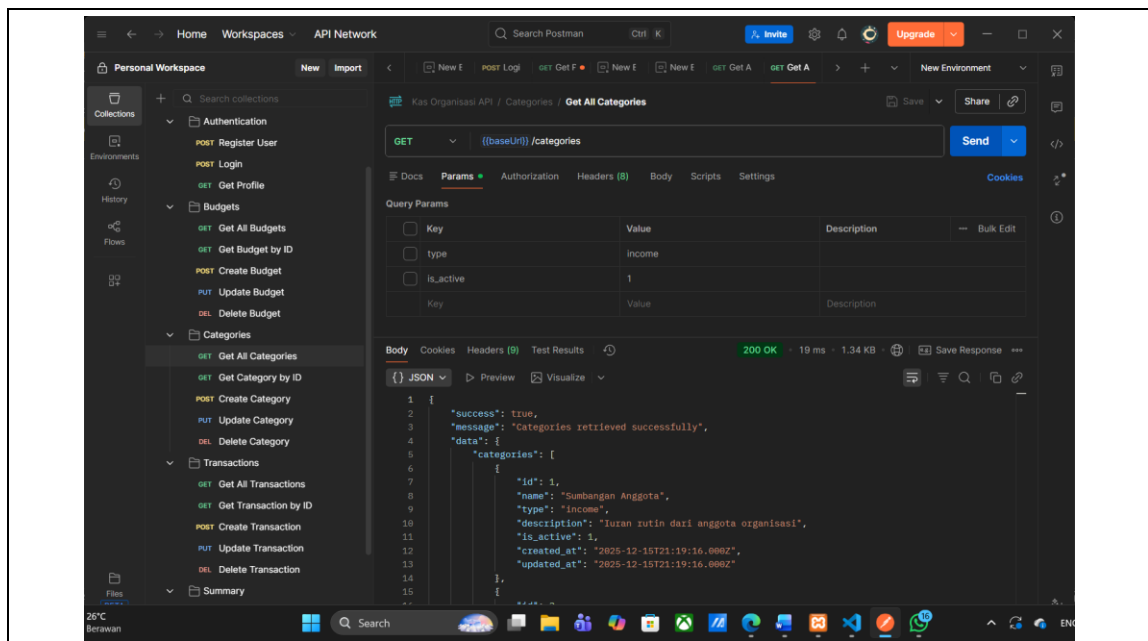 Home Workspaces API Network Search Postman Ctrl K Invite Upgrade
Personal Workspace New Import New E POST Logi GET Get F New E New E GET Get A GET Get A New Environment
Collections
Environments
History
Flows
Files
Search collections
Authentication
POST Register User
POST Login
GET Get Profile
Budgets
GET Get All Budgets
GET Get Budget by ID
POST Create Budget
PUT Update Budget
DEL Delete Budget
Categories
GET Get All Categories
GET Get Category by ID
POST Create Category
PUT Update Category
DEL Delete Category
Transactions
GET Get All Transactions
GET Get Transaction by ID
POST Create Transaction
PUT Update Transaction
DEL Delete Transaction
Summary
HTTP Kas Organisasi API / Categories / Get All Categories Save Share
GET {{baseUrl}} /categories Send
Docs Params Authorization Headers (8) Body Scripts Settings Cookies
Query Params
Key Value Description Bulk Edit
type income
is_active 1
Key Value Description
Body Cookies Headers (9) Test Results 200 OK 19 ms 1.34 KB Save Response
{} JSON Preview Visualize
1 {
2 "success": true,
3 "message": "Categories retrieved successfully",
4 "data": {
5 "categories": [
6 {
7 "id": 1,
8 "name": "Sumbangan Anggota",
9 "type": "income",
10 "description": "Iuran rutin dari anggota organisasi",
11 "is_active": 1,
12 "created_at": "2025-12-15T21:19:16.000Z",
13 "updated_at": "2025-12-15T21:19:16.000Z"
14 },
15 {
26°C
Berawan
Search
16